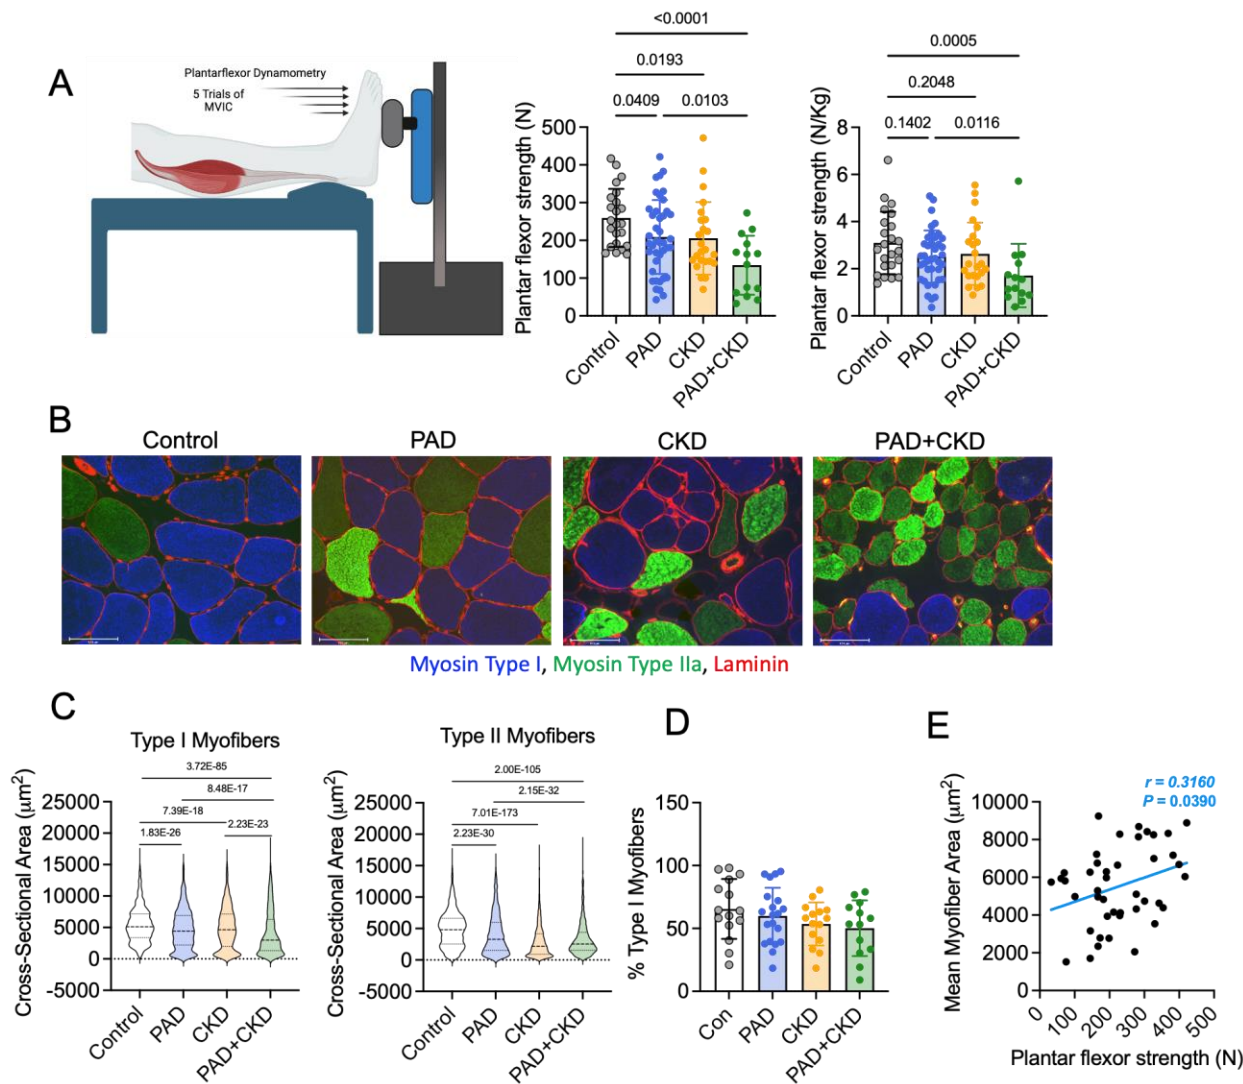 A
Plantarflexor Dynamometry
5 Trials of
MVIC
<0.0001
0.0193
0.0409
0.0103
Plantar flexor strength (N)
500
400
300
200
100
0
Control
PAD
CKD
PAD+CKD
0.0005
0.2048
0.1402
0.0116
Plantar flexor strength (N/Kg)
8
6
4
2
0
Control
PAD
CKD
PAD+CKD
B
Control
PAD
CKD
PAD+CKD
Myosin Type I, Myosin Type IIa, Laminin
C
Type I Myofibers
3.72E-85
8.48E-17
7.39E-18
1.83E-26
2.23E-23
Cross-Sectional Area (μm²)
25000
20000
15000
10000
5000
0
-5000
Control
PAD
CKD
PAD+CKD
Type II Myofibers
2.00E-105
2.15E-32
7.01E-173
2.23E-30
Cross-Sectional Area (μm²)
25000
20000
15000
10000
5000
0
-5000
Control
PAD
CKD
PAD+CKD
D
% Type I Myofibers
150
100
50
0
Con
PAD
CKD
PAD+CKD
E
r = 0.3160
P = 0.0390
Mean Myofiber Area (μm²)
10000
8000
6000
4000
2000
0
0
100
200
300
400
500
Plantar flexor strength (N)